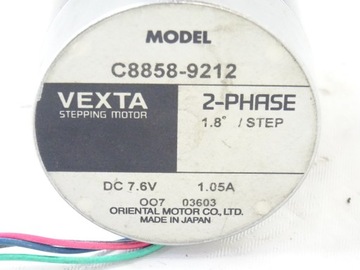 MODEL
C8858-9212
VEXTA
STEPPING MOTOR
2-PHASE
1.8° / STEP
DC 7.6V 1.05A
OO7 03603
ORIENTAL MOTOR CO., LTD.
MADE IN JAPAN